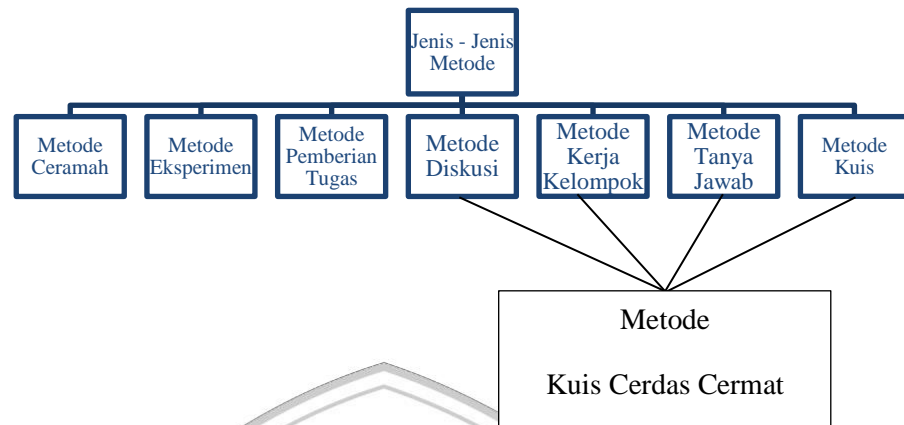 Jenis - Jenis
Metode
Metode
Ceramah
Metode
Eksperimen
Metode
Pemberian
Tugas
Metode
Diskusi
Metode
Kerja
Kelompok
Metode
Tanya
Jawab
Metode
Kuis
Metode
Kuis Cerdas Cermat